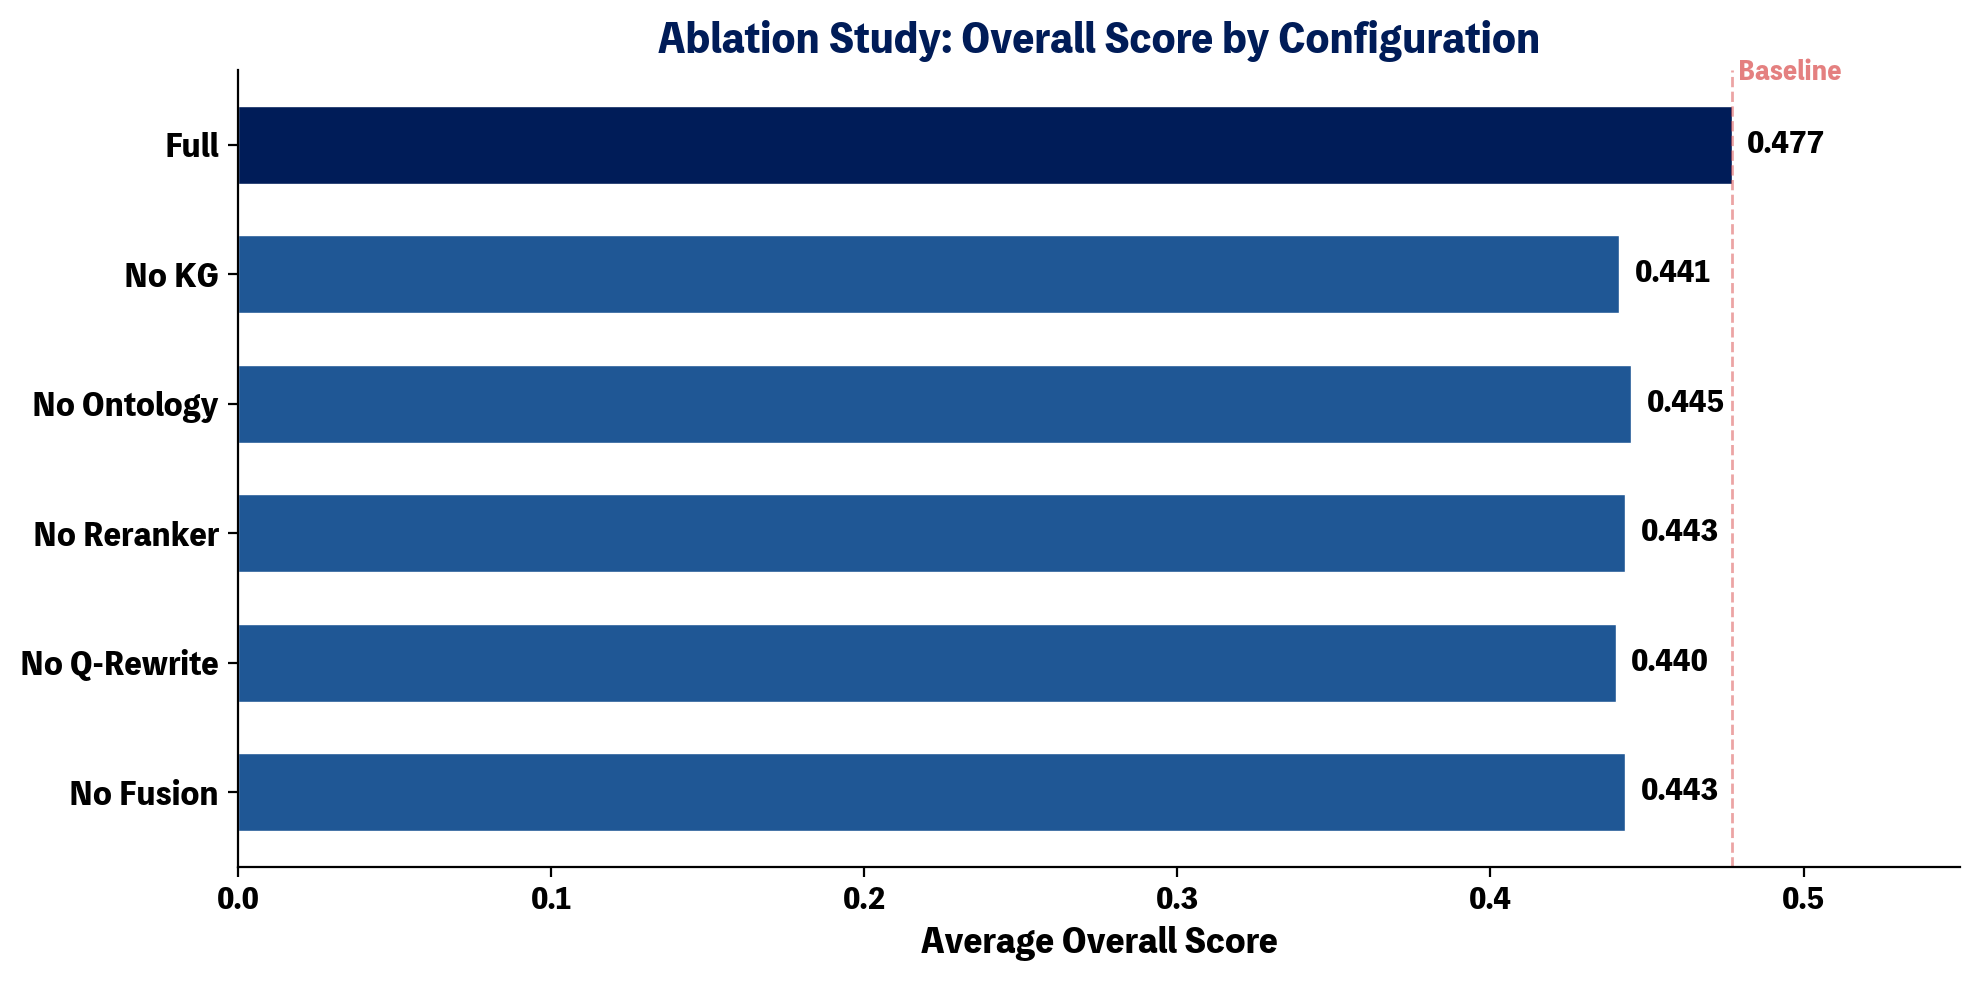 Ablation Study: Overall Score by Configuration
Baseline
Full
0.477
No KG
0.441
No Ontology
0.445
No Reranker
0.443
No Q-Rewrite
0.440
No Fusion
0.443
0.0 0.1 0.2 0.3 0.4 0.5
Average Overall Score